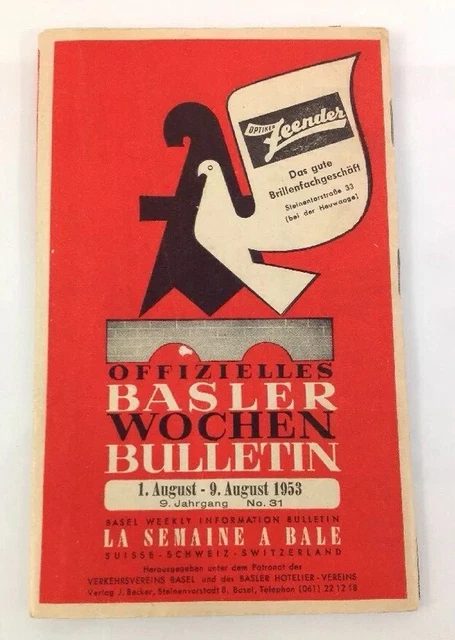 OPTIKER Zeender
Das gute
Brillenfachgeschäft
Steinentorstraße 33
(bei der Heuwaage)
OFFIZIELLES
BASLER
WOCHEN
BULLETIN
1. August - 9. August 1953
9. Jahrgang No. 31
BASEL WEEKLY INFORMATION BULLETIN
LA SEMAINE A BALE
SUISSE - SCHWEIZ - SWITZERLAND
Herausgegeben unter dem Patronat des
VERKEHRSVEREINS BASEL und des BASLER HOTELIER-VEREINS
Verlag J. Becker, Steinenvorstadt 8, Basel, Telephon (061) 22 12 18